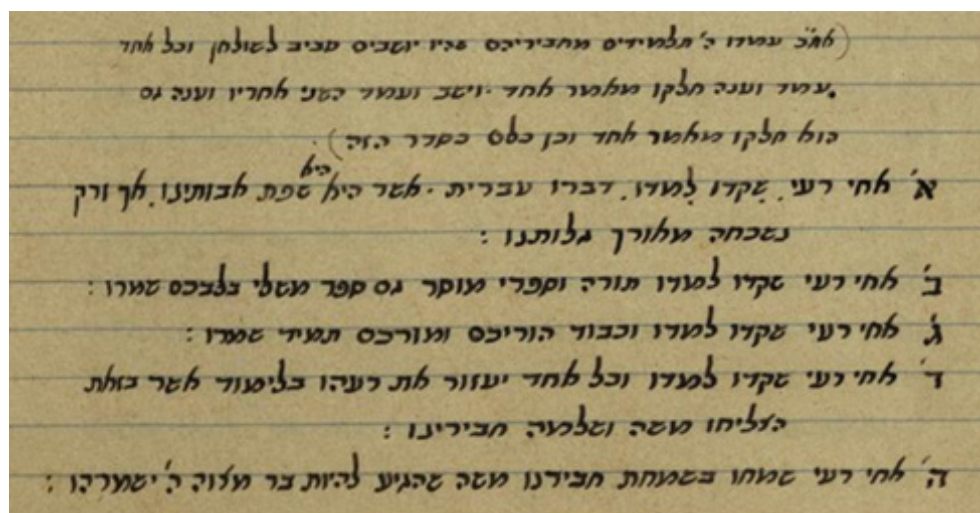 (אח״כ עמדו ה' תלמידים מחביריהם שהיו יושבים סביב לשולחן וכל אחד
עמד וענה חלקו מאמר אחד וישב ועמד השני אחריו וענה גם
הוא חלקו מאמר אחד וכן כלם כסדר הזה)
היא
א' אחי רעי שקדו למדו דברו עברית. אשר היא שפת אבותינו אך ורק
נשכחה מאורך גלותנו :
ב' אחי רעי שקדו למדו תורה וספרי מוסר גם ספר משלי בלבכם שמרו :
ג' אחי רעי שקדו למדו וכבוד הוריכם ומורכם תמיד שמרו :
ד' אחי רעי שקדו למדו וכל אחד יעזור את רעהו בלימוד אשר בזאת
הצליחו משה ושלמה חבירינו :
ה' אחי רעי שמחו בשמחת חבירנו משה שהגיע להיות בר מצוה ה' ישמרהו :